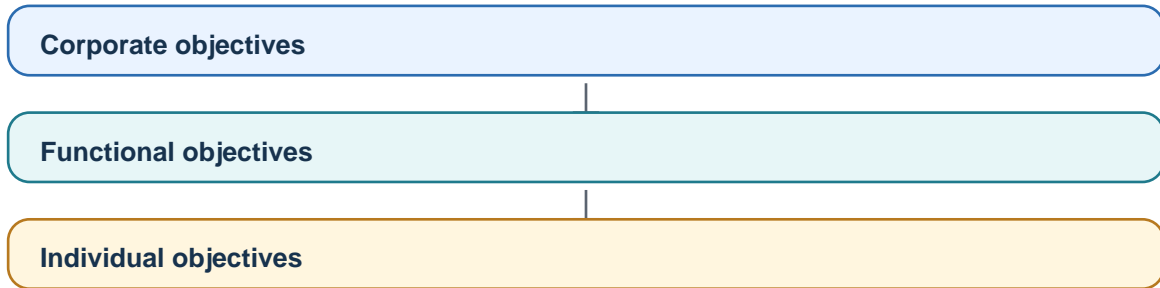 Corporate objectives
Functional objectives
Individual objectives